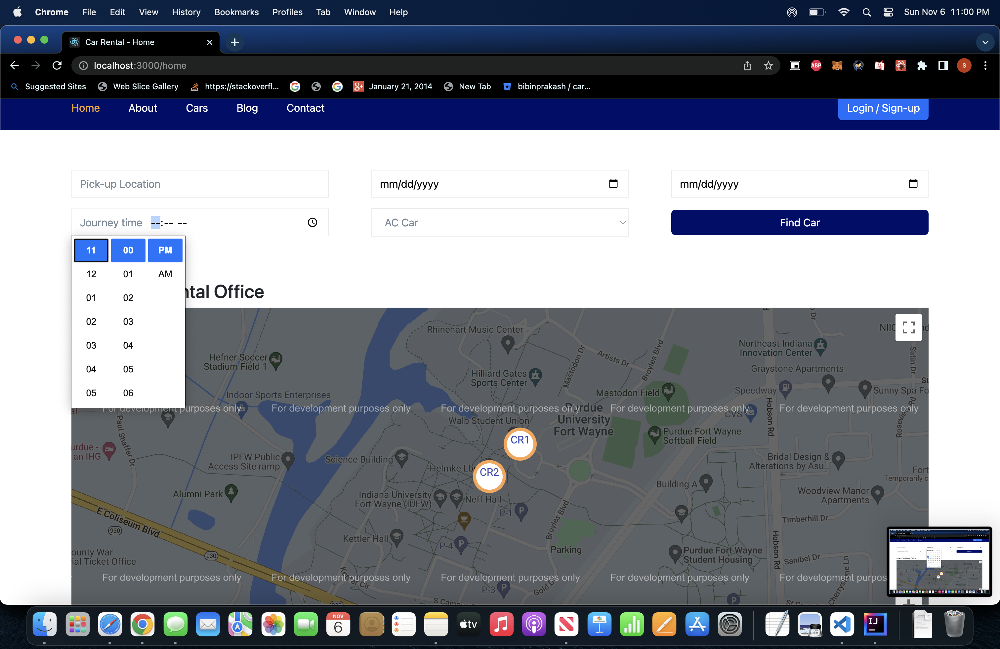 Chrome File Edit View History Bookmarks Profiles Tab Window Help Sun Nov 6 11:00 PM
Car Rental - Home
localhost:3000/home
ABP
S
Suggested Sites Web Slice Gallery https://stackoverfl... January 21, 2014 New Tab bibinprakash / car...
Home About Cars Blog Contact Login / Sign-up
Pick-up Location mm/dd/yyyy mm/dd/yyyy
Journey time --:-- -- AC Car Find Car
11 00 PM
12 01 AM
01 02
02 03
03 04
04 05
05 06
ntal Office
Rhinehart Music Center
Hefner Soccer
Stadium Field 1
Hilliard Gates
Sports Center
Mastodon Dr
Artists Dr
Broyles Blvd
Northeast Indiana
Innovation Center
Graystone Apartments
Sirlin Dr
Indoor Sports Enterprises
Mastodon Field
Speedway
Sunny Spa Fo
For development purposes only For development purposes only For development purposes only For development purposes only For development purposes only
Walb Student Union
Purdue
University
Fort Wayne
CVS
Hobson Rd
Paul Shaffer Dr
CR1
Purdue Fort Wayne
Softball Field
urdue -
an IHG
IPFW Public
Access Site ramp
Science Building
Helmke Lbr
CR2
Bridal Design &
Alterations by Asu...
Fort
Temporarily c
Alumni Park
Indiana University
Fort Wayne (IUFW)
Neff Hall
Building A
Woodview Manor
Apartments
P-1
P
E Coliseum Blvd
930
Broyles Blvd
Timberhill Dr
Kettler Hall
P-4
P
Parking
Purdue Fort Wayne
Student Housing
Hobson Rd
Sanibel Dr
ounty War
ial Ticket Office
930
For development purposes only For development purposes only For development purposes only For development purposes only For development purpos
P-3
P
Gold D
P
Cherrystone Ln
NOV
6
tv
IJ